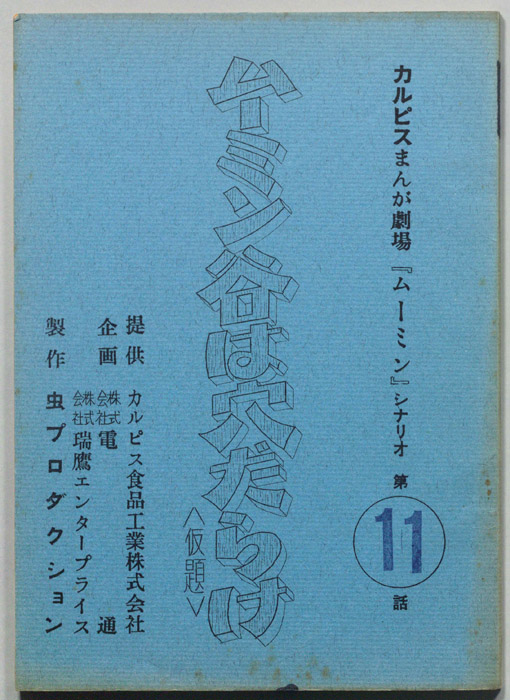 カルピスまんが劇場『ムーミン』シナリオ 第11話
ムーミン谷は穴だらけ
〈仮題〉
提供 カルピス食品工業株式会社
企画 株式会社電通
株式会社瑞鷹エンタープライス
製作 虫プロダクション